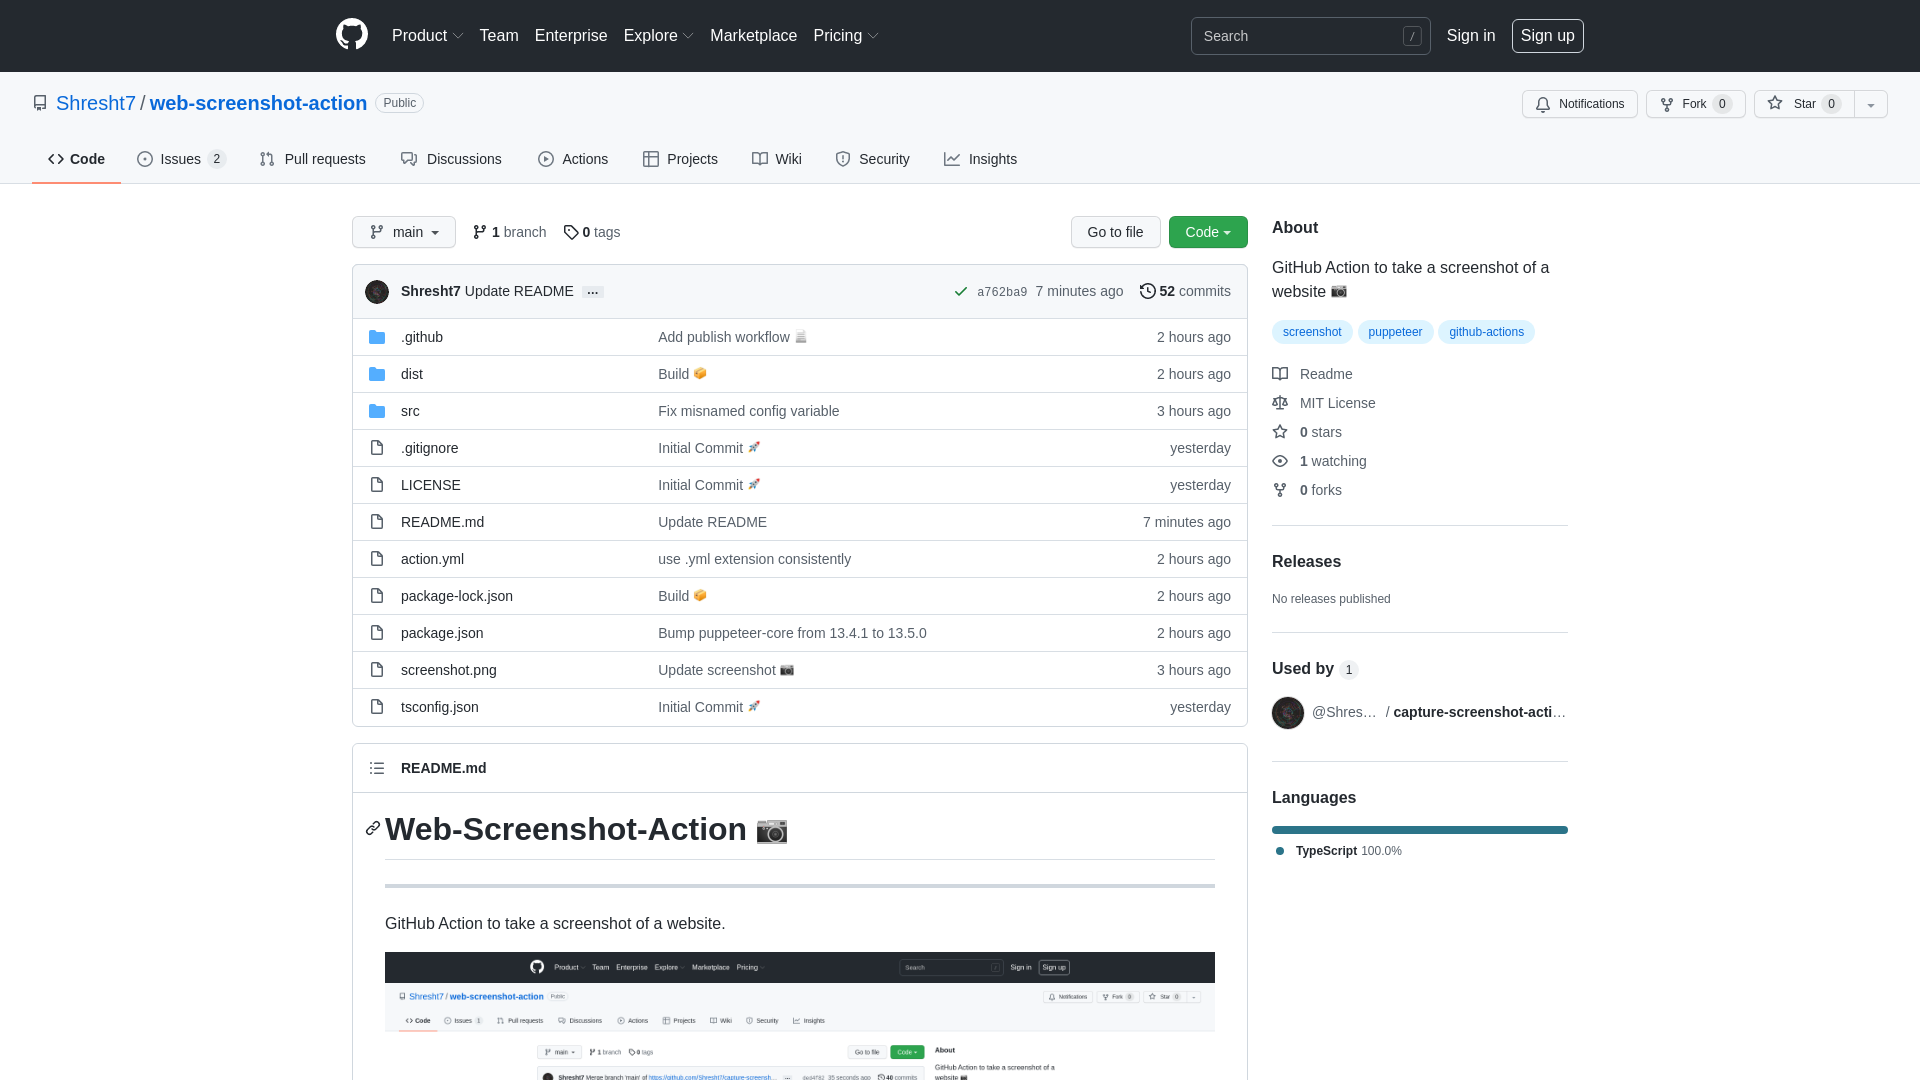 Product Team Enterprise Explore Marketplace Pricing Search / Sign in Sign up
Shresht7 / web-screenshot-action Public Notifications Fork 0 Star 0
Code Issues 2 Pull requests Discussions Actions Projects Wiki Security Insights
main 1 branch 0 tags Go to file Code
Shresht7 Update README ... a762ba9 7 minutes ago 52 commits
.github Add publish workflow 2 hours ago
dist Build 2 hours ago
src Fix misnamed config variable 3 hours ago
.gitignore Initial Commit yesterday
LICENSE Initial Commit yesterday
README.md Update README 7 minutes ago
action.yml use .yml extension consistently 2 hours ago
package-lock.json Build 2 hours ago
package.json Bump puppeteer-core from 13.4.1 to 13.5.0 2 hours ago
screenshot.png Update screenshot 3 hours ago
tsconfig.json Initial Commit yesterday
README.md
Web-Screenshot-Action
GitHub Action to take a screenshot of a website.
Product Team Enterprise Explore Marketplace Pricing Search / Sign in Sign up
Shresht7 / web-screenshot-action Public Notifications Fork 0 Star 0
Code Issues 1 Pull requests Discussions Actions Projects Wiki Security Insights
main 1 branch 0 tags Go to file Code About
GitHub Action to take a screenshot of a
Shresht7 Merge branch 'main' of https://github.com/Shresht7/capture-screensh... ... 35 seconds ago 40 commits website
About
GitHub Action to take a screenshot of a
website
screenshot puppeteer github-actions
Readme
MIT License
0 stars
1 watching
0 forks
Releases
No releases published
Used by 1
@Shres… / capture-screenshot-acti…
Languages
TypeScript 100.0%